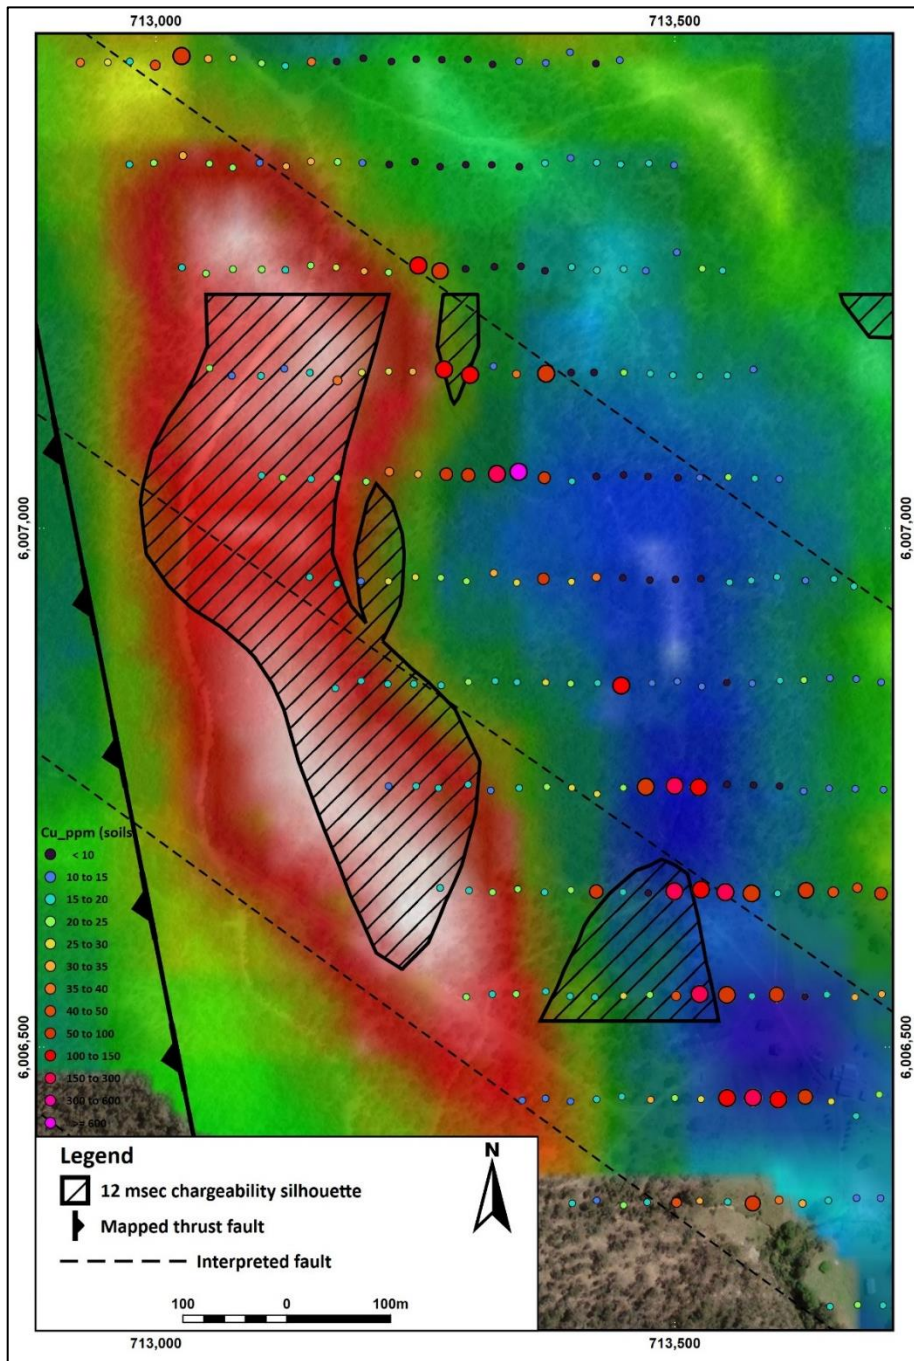 713,000 713,500
6,007,000 6,007,000
Cu_ppm (soils
< 10
10 to 15
15 to 20
20 to 25
25 to 30
30 to 35
35 to 40
40 to 50
50 to 100
100 to 150
150 to 300
300 to 600
>= 600
6,006,500 6,006,500
Legend
N
12 msec chargeability silhouette
Mapped thrust fault
Interpreted fault
100 0 100m
713,000 713,500